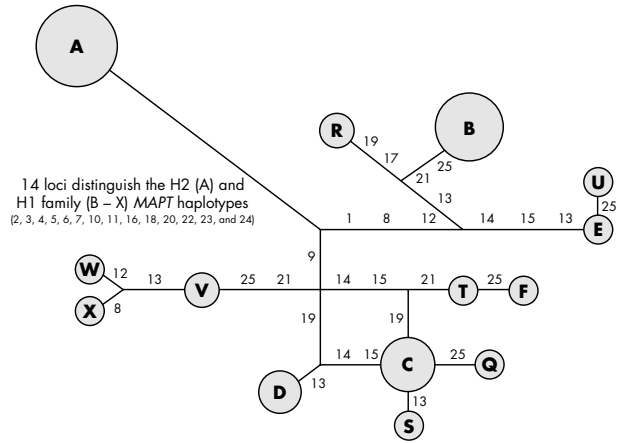 A
B
R
19
17
25
21
13
U
25
14 loci distinguish the H2 (A) and
H1 family (B – X) MAPT haplotypes
(2, 3, 4, 5, 6, 7, 10, 11, 16, 18, 20, 22, 23, and 24)
1 8 12 14 15 13 E
9
W 12 13 V 25 21 14 15 21 T 25 F
X 8
19 19
14 15 C 25 Q
D 13
13
S